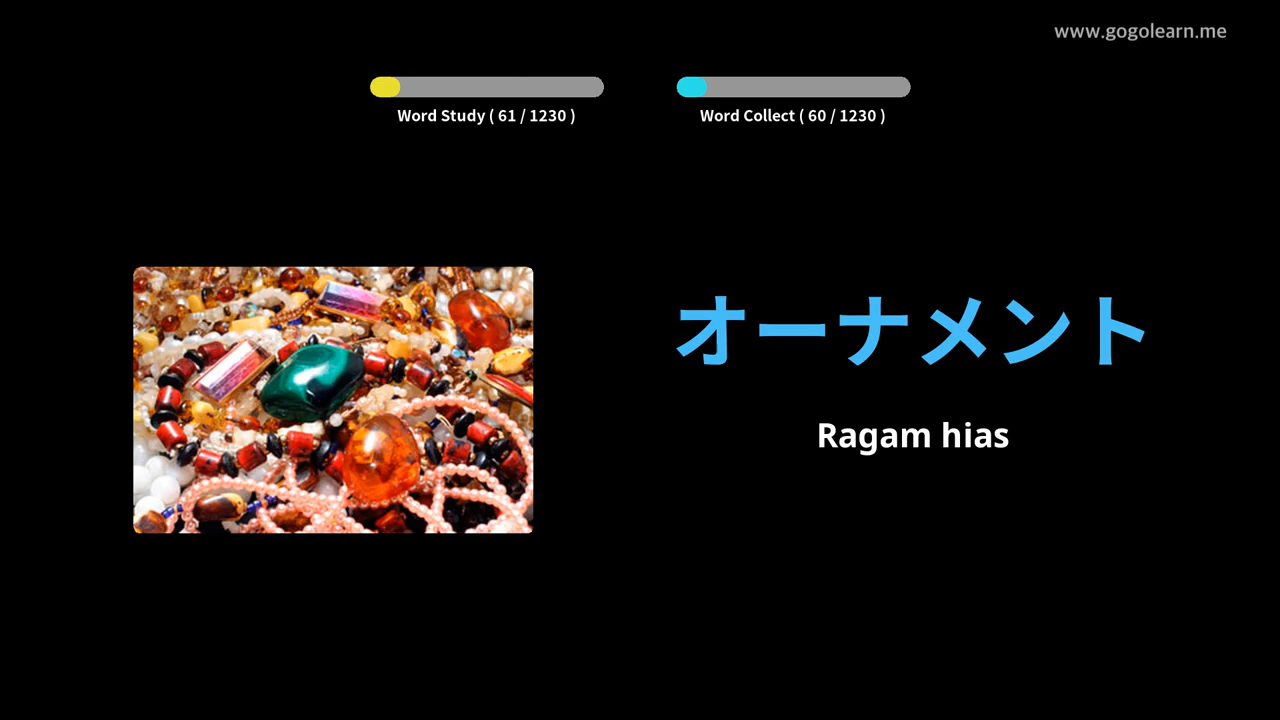 www.gogolearn.me
Word Study ( 61 / 1230 )
Word Collect ( 60 / 1230 )
オーナメント
Ragam hias